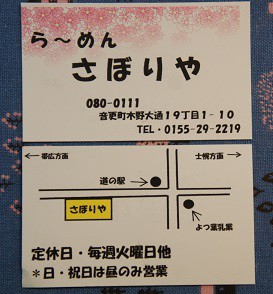 ら〜めん
さぼりや
080-0111
音更町木野大通19丁目1-10
TEL・0155-29-2219
帯広方面
士幌方面
道の駅
さぼりや
よつ葉乳業
定休日・毎週火曜日他
*日・祝日は昼のみ営業